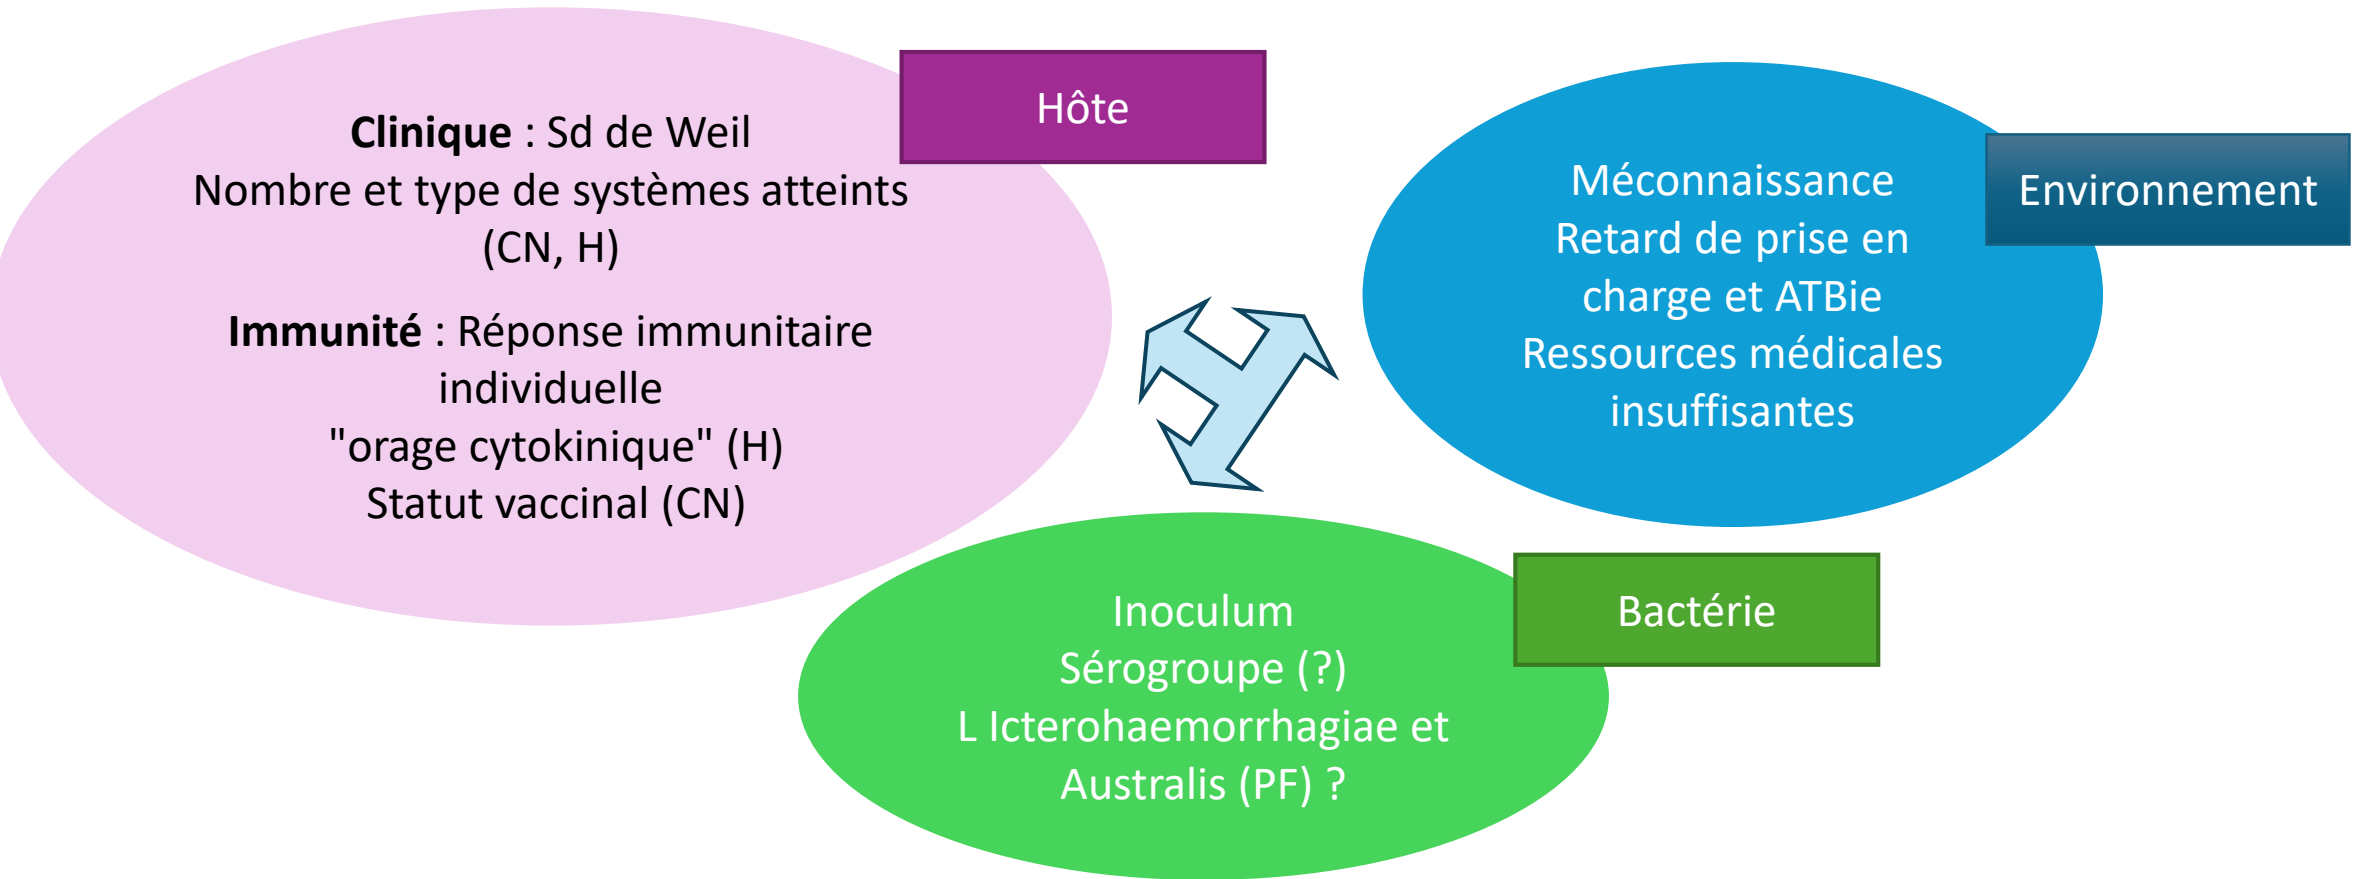 Hôte
Clinique : Sd de Weil
Nombre et type de systèmes atteints
(CN, H)
Immunité : Réponse immunitaire
individuelle
"orage cytokinique" (H)
Statut vaccinal (CN)
Environnement
Méconnaissance
Retard de prise en
charge et ATBie
Ressources médicales
insuffisantes
Bactérie
Inoculum
Sérogroupe (?)
L Icterohaemorrhagiae et
Australis (PF) ?